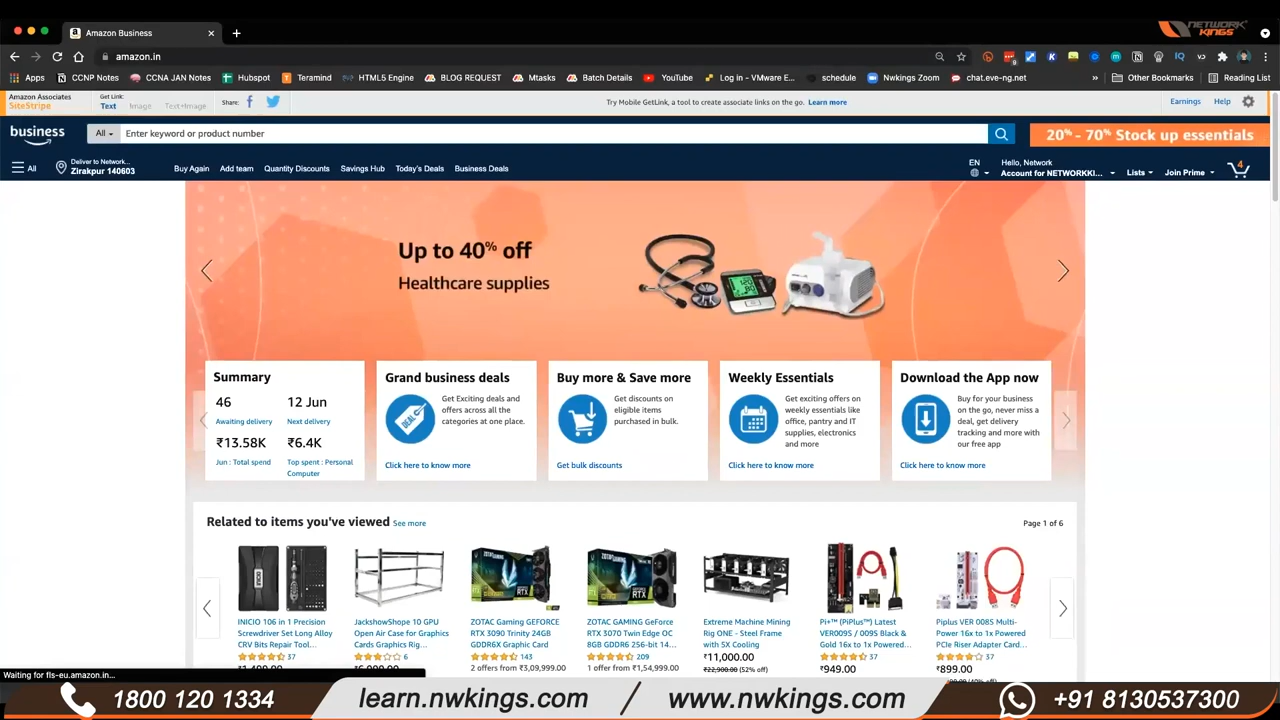 Amazon Business
NETWORK
KINGS
amazon.in
Apps
CCNP Notes
CCNA JAN Notes
Hubspot
Teramind
HTML5 Engine
BLOG REQUEST
Mtasks
Batch Details
YouTube
Log in - VMware E...
schedule
Nwkings Zoom
chat.eve-ng.net
»
Other Bookmarks
Reading List
Amazon Associates
SiteStripe
Get Link:
Text
Image
Text+Image
Share:
Try Mobile GetLink, a tool to create associate links on the go. Learn more
Earnings
Help
business
All
Enter keyword or product number
20% - 70% Stock up essentials
All
Deliver to Network...
Zirakpur 140603
Buy Again
Add team
Quantity Discounts
Savings Hub
Today's Deals
Business Deals
EN
Hello, Network
Account for NETWORKKI...
Lists
Join Prime
4
Up to 40% off
Healthcare supplies
Summary
46
Awaiting delivery
12 Jun
Next delivery
₹13.58K
Jun : Total spend
₹6.4K
Top spent : Personal
Computer
Grand business deals
Get Exciting deals and
offers across all the
categories at one place.
Click here to know more
Buy more & Save more
Get discounts on
eligible items
purchased in bulk.
Get bulk discounts
Weekly Essentials
Get exciting offers on
weekly essentials like
office, pantry and IT
supplies, electronics
and more
Click here to know more
Download the App now
Buy for your business
on the go, never miss a
deal, get delivery
tracking and more with
our free app
Click here to know more
Related to items you've viewed See more
Page 1 of 6
INICIO 106 in 1 Precision
Screwdriver Set Long Alloy
CRV Bits Repair Tool...
37
JackshowShope 10 GPU
Open Air Case for Graphics
Cards Graphics Rig...
6
ZOTAC Gaming GEFORCE
RTX 3090 Trinity 24GB
GDDR6X Graphic Card
143
2 offers from ₹3,09,999.00
ZOTAC GAMING GeForce
RTX 3070 Twin Edge OC
8GB GDDR6 256-bit 14...
209
1 offer from ₹1,54,999.00
Extreme Machine Mining
Rig ONE - Steel Frame
with 5X Cooling
₹11,000.00
₹22,900.00 (52% off)
Pi+™ (PiPlus™) Latest
VER009S / 009S Black &
Gold 16x to 1x Powered...
37
₹949.00
Piplus VER 008S Multi-
Power 16x to 1x Powered
PCIe Riser Adapter Card...
37
₹899.00
Waiting for fls-eu.amazon.in...
1800 120 1334
learn.nwkings.com / www.nwkings.com
+91 8130537300